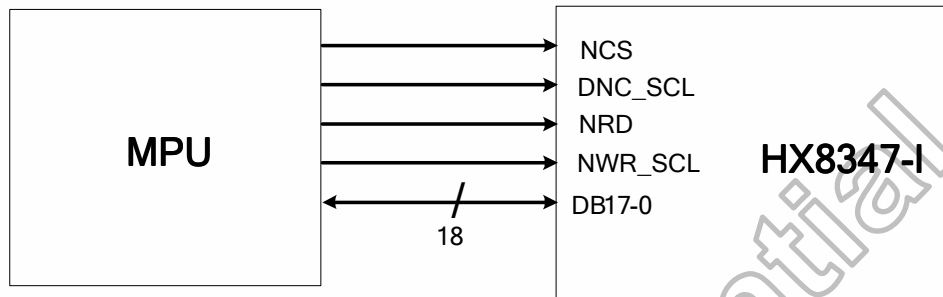 MPU
NCS
DNC_SCL
NRD
NWR_SCL
DB17-0
18
HX8347-I